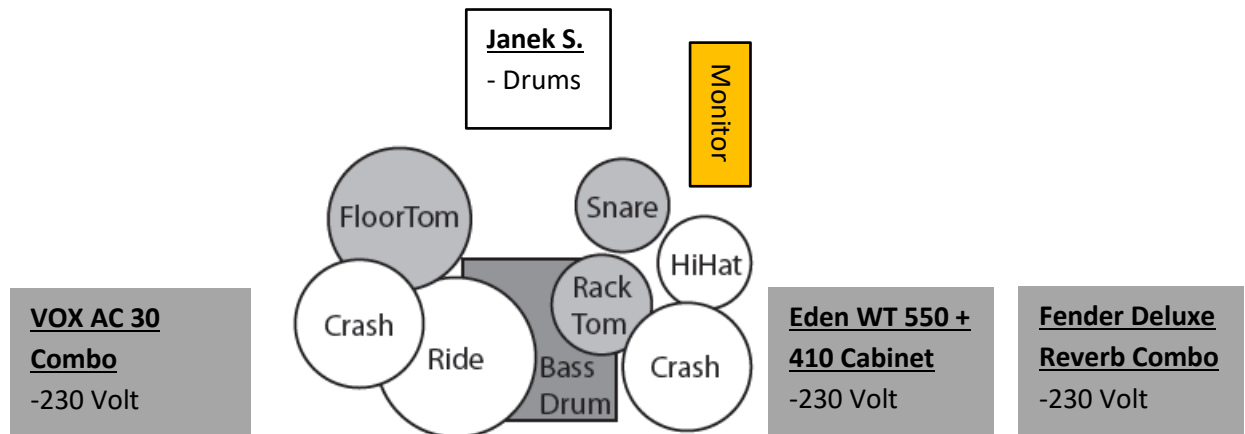 Janek S.
- Drums
Monitor
FloorTom
Snare
HiHat
Rack
Tom
Crash
Ride
Bass
Drum
Crash
VOX AC 30
Combo
-230 Volt
Eden WT 550 +
410 Cabinet
-230 Volt
Fender Deluxe
Reverb Combo
-230 Volt